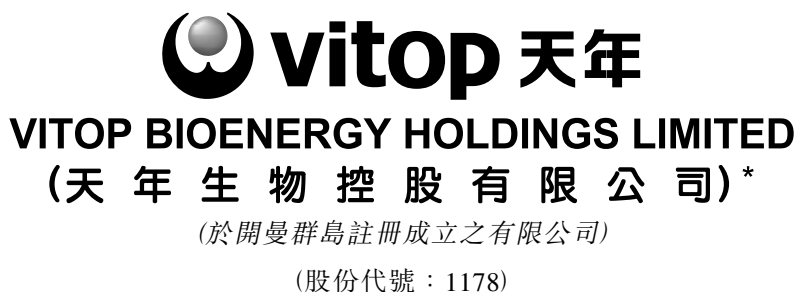 vitop 天年
VITOP BIOENERGY HOLDINGS LIMITED
(天年生物控股有限公司)*
(於開曼群島註冊成立之有限公司)
(股份代號：1178)